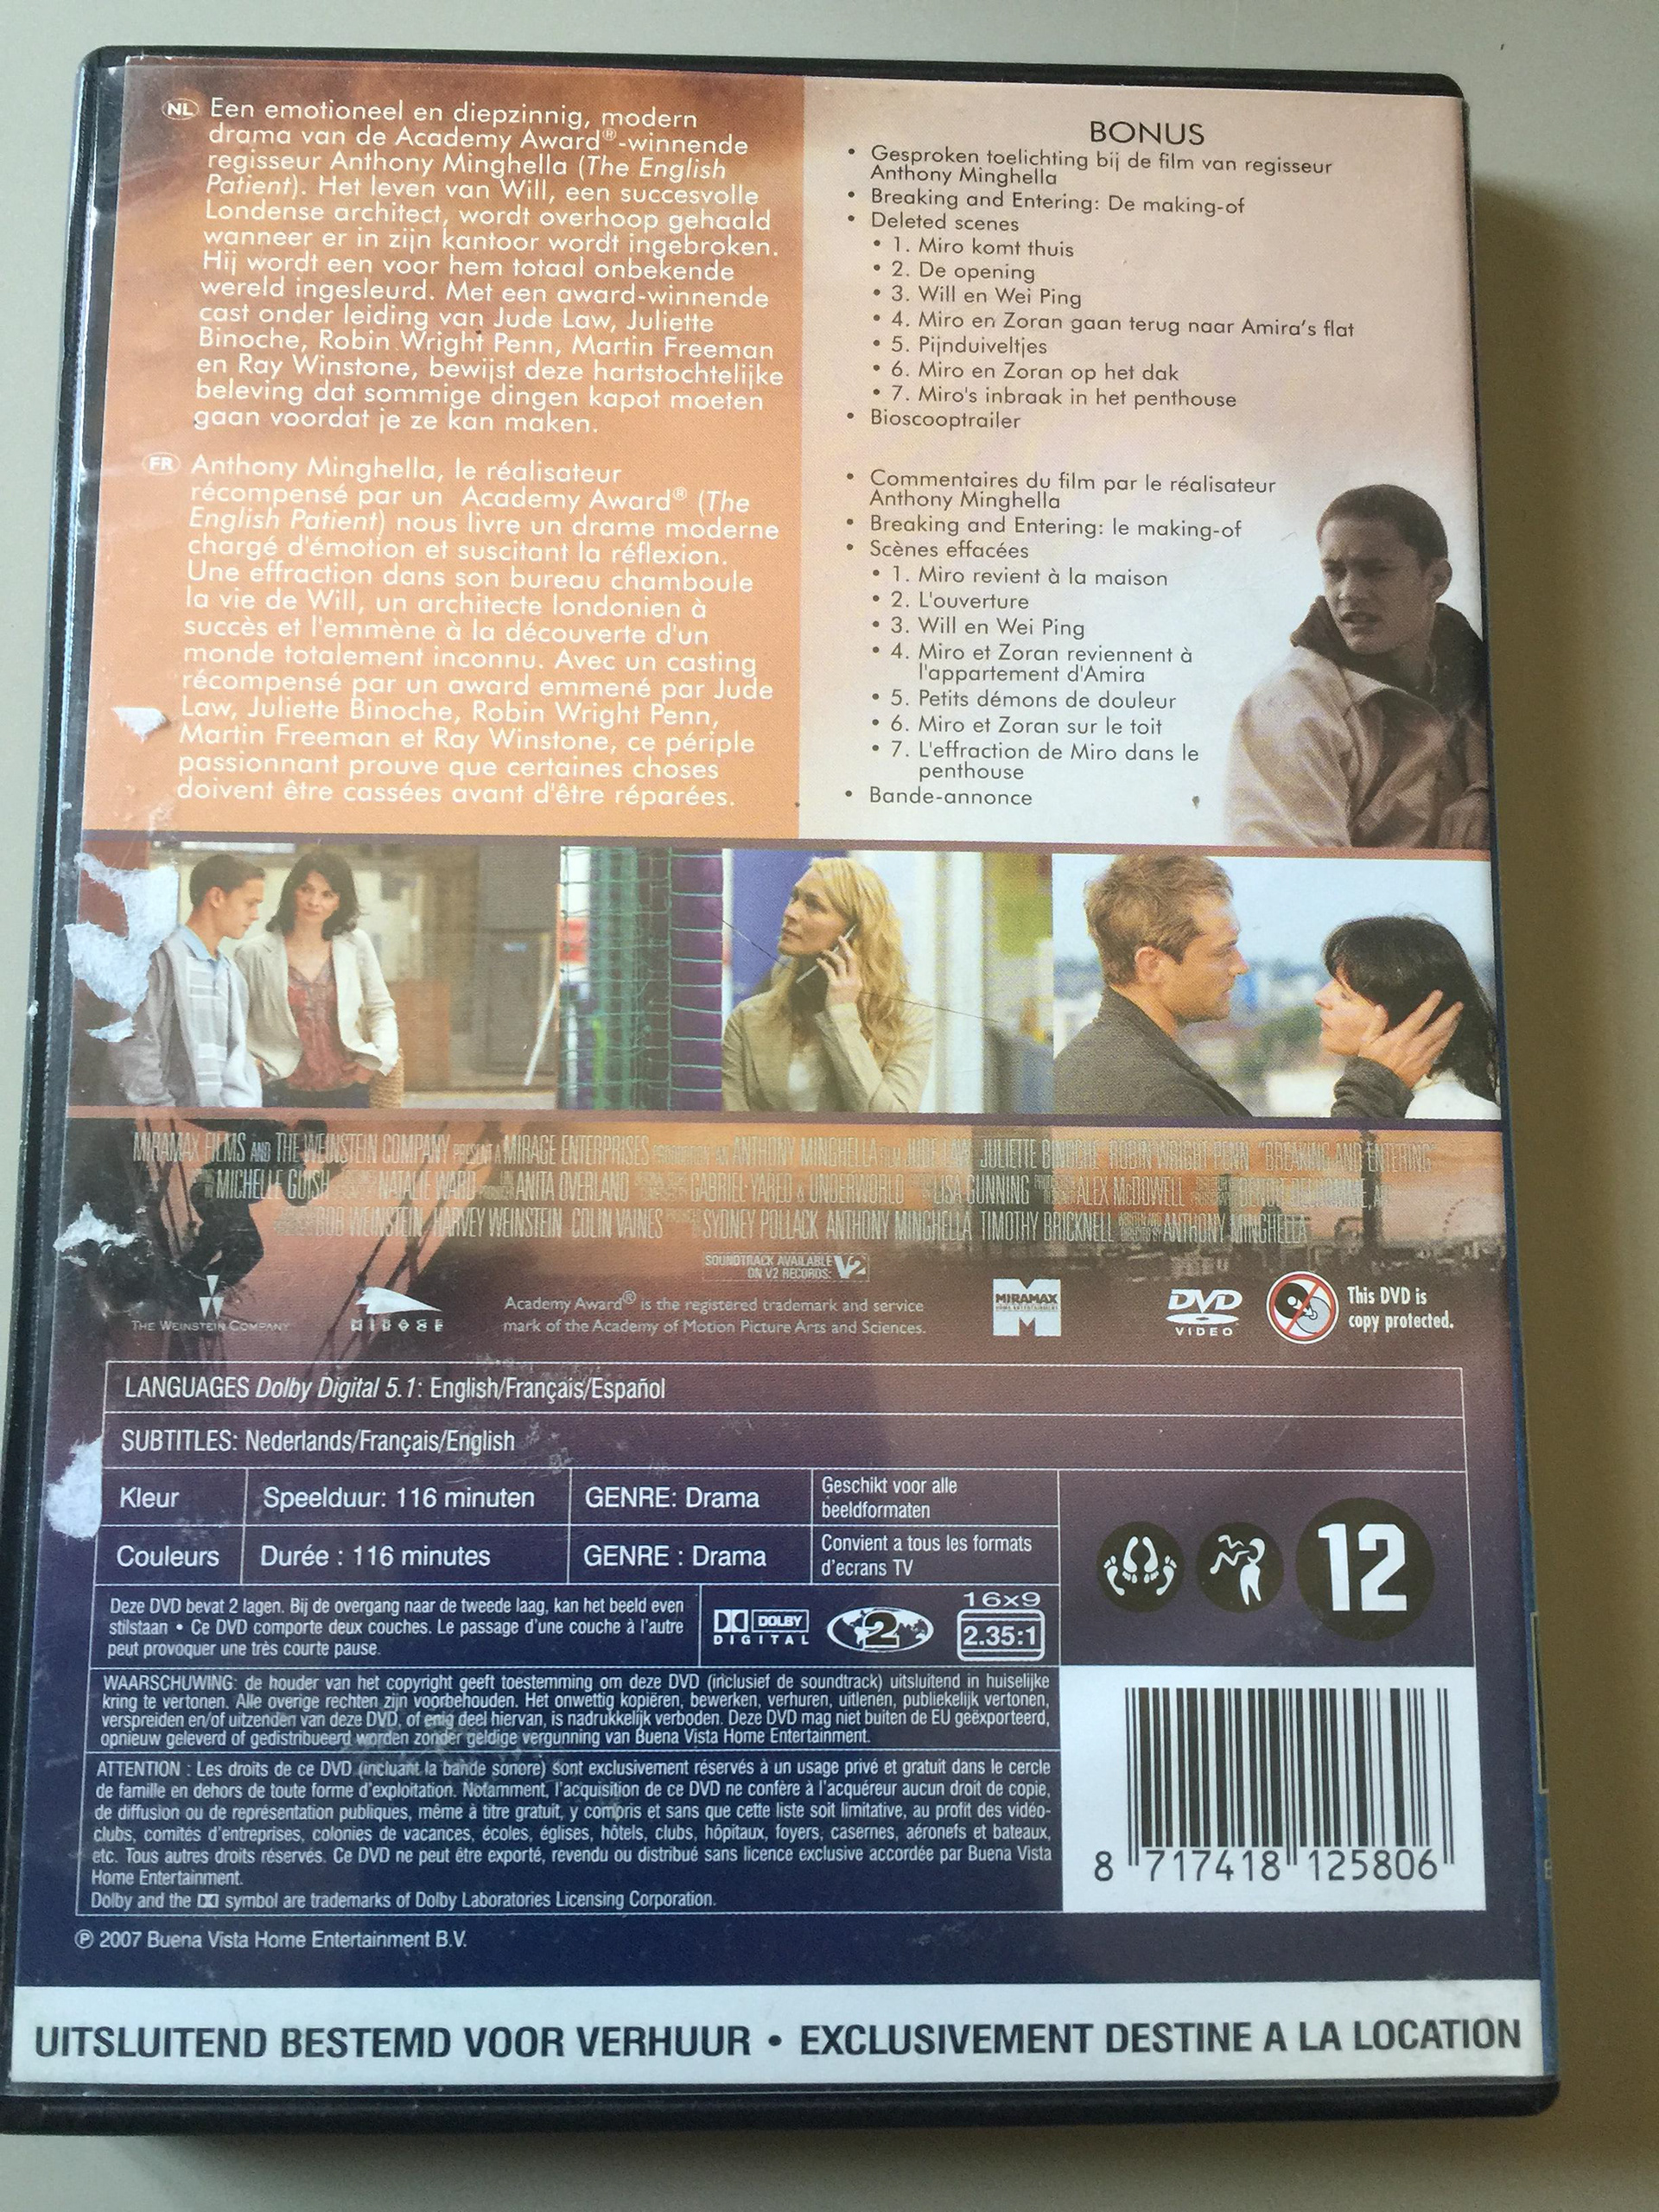 NL Een emotioneel en diepzinnig, modern
drama van de Academy Award®-winnende
regisseur Anthony Minghella (The English
Patient). Het leven van Will, een succesvolle
Londense architect, wordt overhoop gehaald
wanneer er in zijn kantoor wordt ingebroken.
Hij wordt een voor hem totaal onbekende
wereld ingesleurd. Met een award-winnende
cast onder leiding van Jude Law, Juliette
Binoche, Robin Wright Penn, Martin Freeman
en Ray Winstone, bewijst deze hartstochtelijke
beleving dat sommige dingen kapot moeten
gaan voordat je ze kan maken.
FR Anthony Minghella, le réalisateur
récompensé par un Academy Award® (The
English Patient) nous livre un drame moderne
chargé d'émotion et suscitant la réflexion.
Une effraction dans son bureau chamboule
la vie de Will, un architecte londonien à
succès et l'emmène à la découverte d'un
monde totalement inconnu. Avec un casting
récompensé par un award emmené par Jude
Law, Juliette Binoche, Robin Wright Penn,
Martin Freeman et Ray Winstone, ce périple
passionnant prouve que certaines choses
doivent être cassées avant d'être réparées.
BONUS
• Gesproken toelichting bij de film van regisseur
Anthony Minghella
• Breaking and Entering: De making-of
• Deleted scenes
• 1. Miro komt thuis
• 2. De opening
• 3. Will en Wei Ping
• 4. Miro en Zoran gaan terug naar Amira's flat
• 5. Pijnduiveltjes
• 6. Miro en Zoran op het dak
• 7. Miro's inbraak in het penthouse
• Bioscooptrailer
• Commentaires du film par le réalisateur
Anthony Minghella
• Breaking and Entering: le making-of
• Scènes effacées
• 1. Miro revient à la maison
• 2. L'ouverture
• 3. Will en Wei Ping
• 4. Miro et Zoran reviennent à
l'appartement d'Amira
• 5. Petits démons de douleur
• 6. Miro et Zoran sur le toit
• 7. L'effraction de Miro dans le
penthouse
• Bande-annonce
MIRAMAX FILMS AND THE WEINSTEIN COMPANY PRESENT A MIRAGE ENTERPRISES ANTHONY MINGHELLA FILM JUDE LAW JULIETTE BINOCHE ROBIN WRIGHT PENN "BREAKING AND ENTERING"
MICHELLE GUISH NATALIE WARD ANITA OVERLAND GABRIEL YARED & UNDERWORLD LISA GUNNING ALEX McDOWELL
BOB WEINSTEIN HARVEY WEINSTEIN COLIN VAINES SYDNEY POLLACK ANTHONY MINGHELLA TIMOTHY BRICKNELL WRITTEN AND DIRECTED BY ANTHONY MINGHELLA
SOUNDTRACK AVAILABLE
ON V2 RECORDS: V2
THE WEINSTEIN COMPANY
MIRAGE
Academy Award® is the registered trademark and service
mark of the Academy of Motion Picture Arts and Sciences.
MIRAMAX
HOME ENTERTAINMENT
DVD
VIDEO
This DVD is
copy protected.
LANGUAGES Dolby Digital 5.1: English/Français/Español
SUBTITLES: Nederlands/Français/English
Kleur Speelduur: 116 minuten GENRE: Drama
Geschikt voor alle
beeldformaten
Couleurs Durée : 116 minutes GENRE : Drama
Convient a tous les formats
d'ecrans TV
12
Deze DVD bevat 2 lagen. Bij de overgang naar de tweede laag, kan het beeld even
stilstaan • Ce DVD comporte deux couches. Le passage d'une couche à l'autre
peut provoquer une très courte pause.
DOLBY
DIGITAL
2
16x9
2.35:1
WAARSCHUWING: de houder van het copyright geeft toestemming om deze DVD (inclusief de soundtrack) uitsluitend in huiselijke
kring te vertonen. Alle overige rechten zijn voorbehouden. Het onwettig kopiëren, bewerken, verhuren, uitlenen, publiekelijk vertonen,
verspreiden en/of uitzenden van deze DVD, of enig deel hiervan, is nadrukkelijk verboden. Deze DVD mag niet buiten de EU geëxporteerd,
opnieuw geleverd of gedistribueerd worden zonder geldige vergunning van Buena Vista Home Entertainment.
ATTENTION : Les droits de ce DVD (incluant la bande sonore) sont exclusivement réservés à un usage privé et gratuit dans le cercle
de famille en dehors de toute forme d'exploitation. Notamment, l'acquisition de ce DVD ne confère à l'acquéreur aucun droit de copie,
de diffusion ou de représentation publiques, même à titre gratuit, y compris et sans que cette liste soit limitative, au profit des vidéo-
clubs, comités d'entreprises, colonies de vacances, écoles, églises, hôtels, clubs, hôpitaux, foyers, casernes, aéronefs et bateaux,
etc. Tous autres droits réservés. Ce DVD ne peut être exporté, revendu ou distribué sans licence exclusive accordée par Buena Vista
Home Entertainment.
Dolby and the symbol are trademarks of Dolby Laboratories Licensing Corporation.
8 717418 125806
℗ 2007 Buena Vista Home Entertainment B.V.
UITSLUITEND BESTEMD VOOR VERHUUR • EXCLUSIVEMENT DESTINE A LA LOCATION